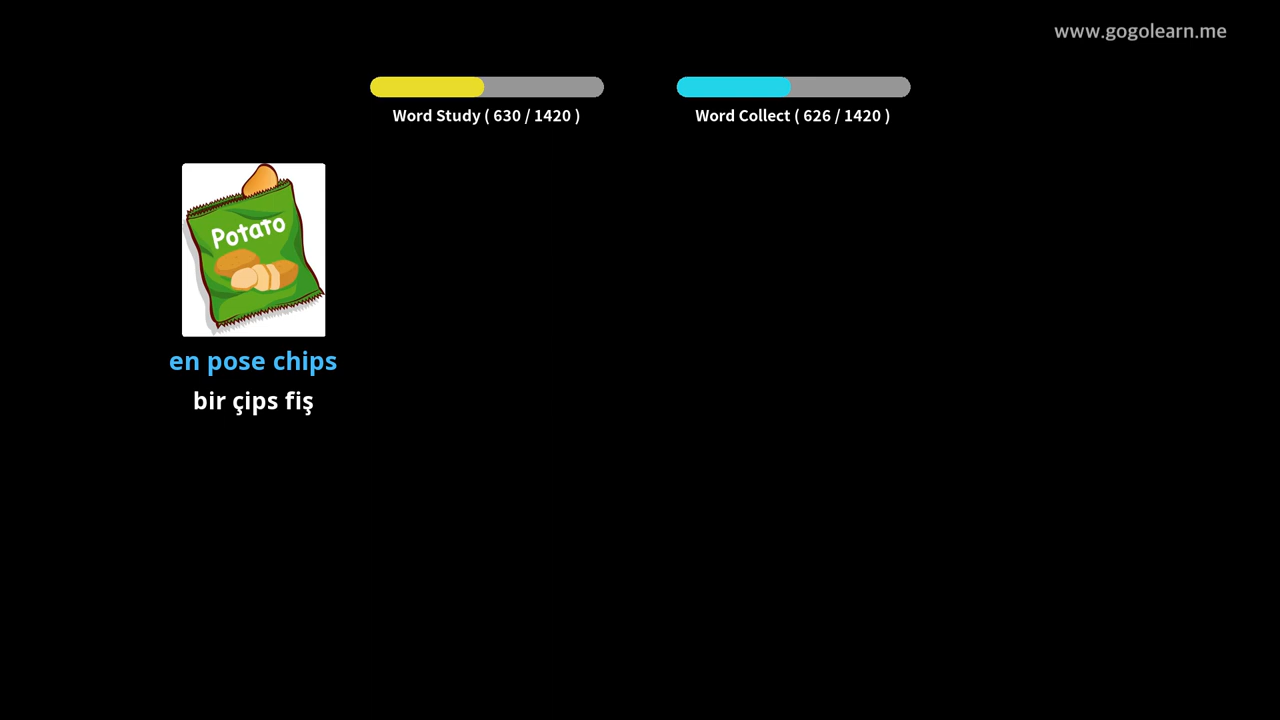 www.gogolearn.me
Word Study ( 630 / 1420 )
Word Collect ( 626 / 1420 )
Potato
en pose chips
bir çips fiş